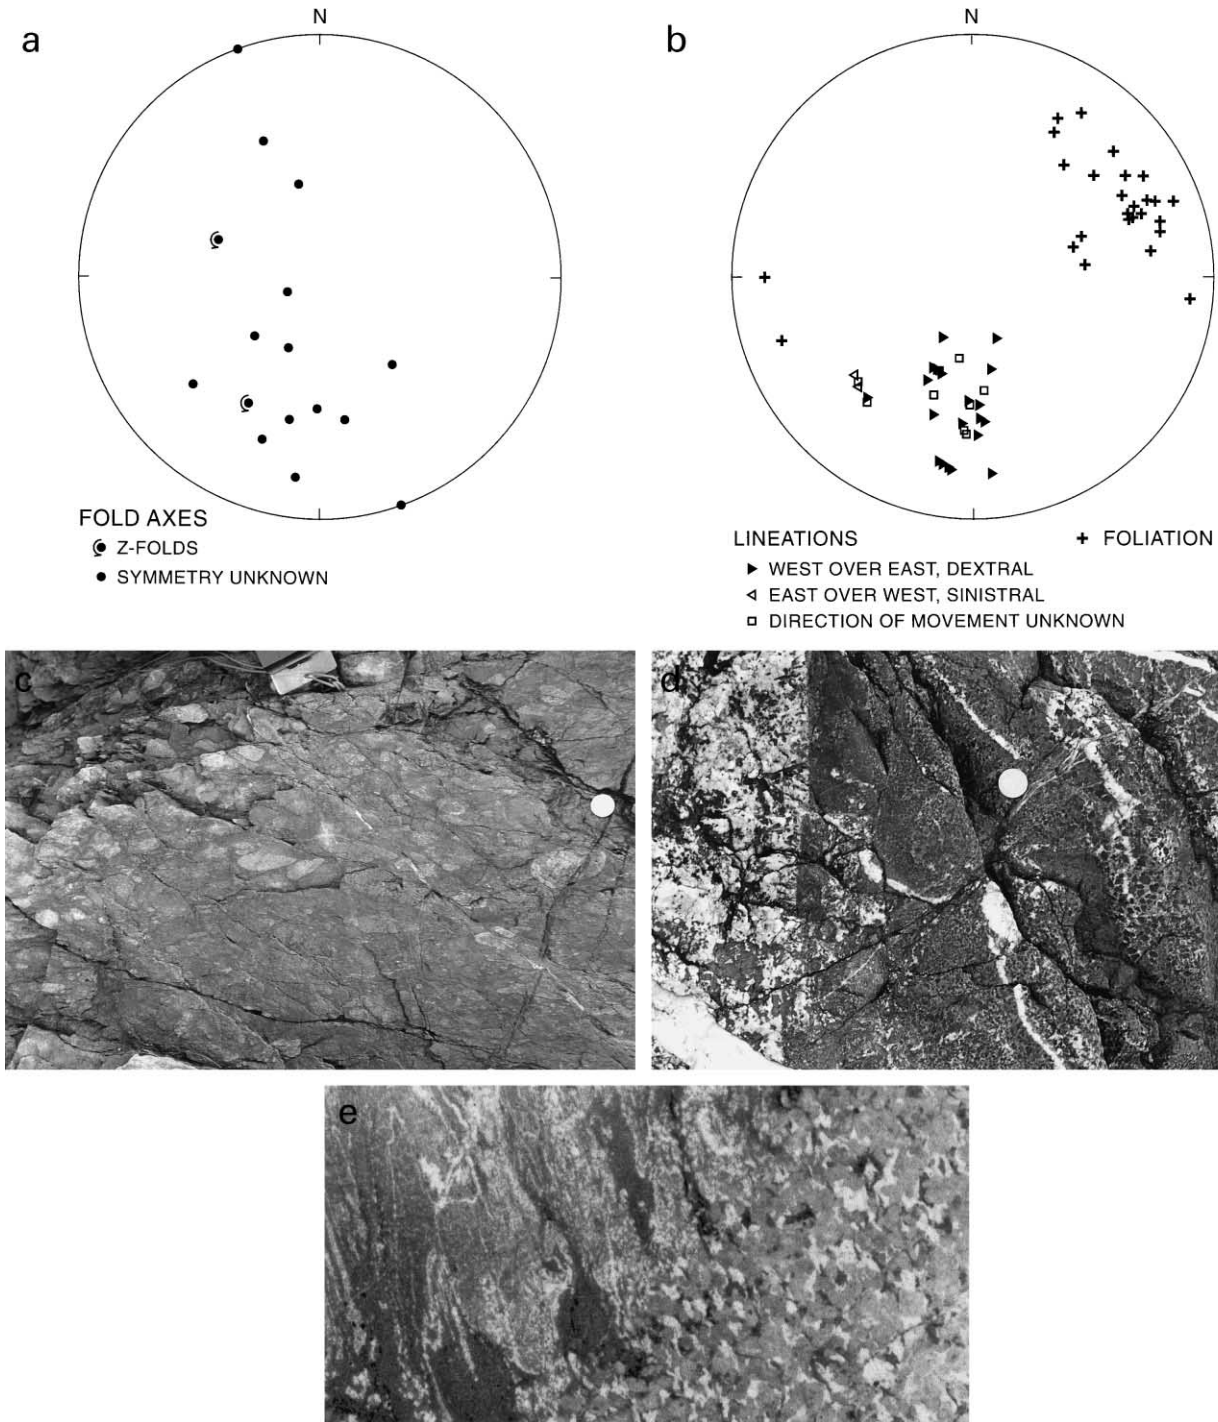 a
N
FOLD AXES
Z-FOLDS
SYMMETRY UNKNOWN
b
N
LINEATIONS
WEST OVER EAST, DEXTRAL
EAST OVER WEST, SINISTRAL
DIRECTION OF MOVEMENT UNKNOWN
FOLIATION
c
d
e